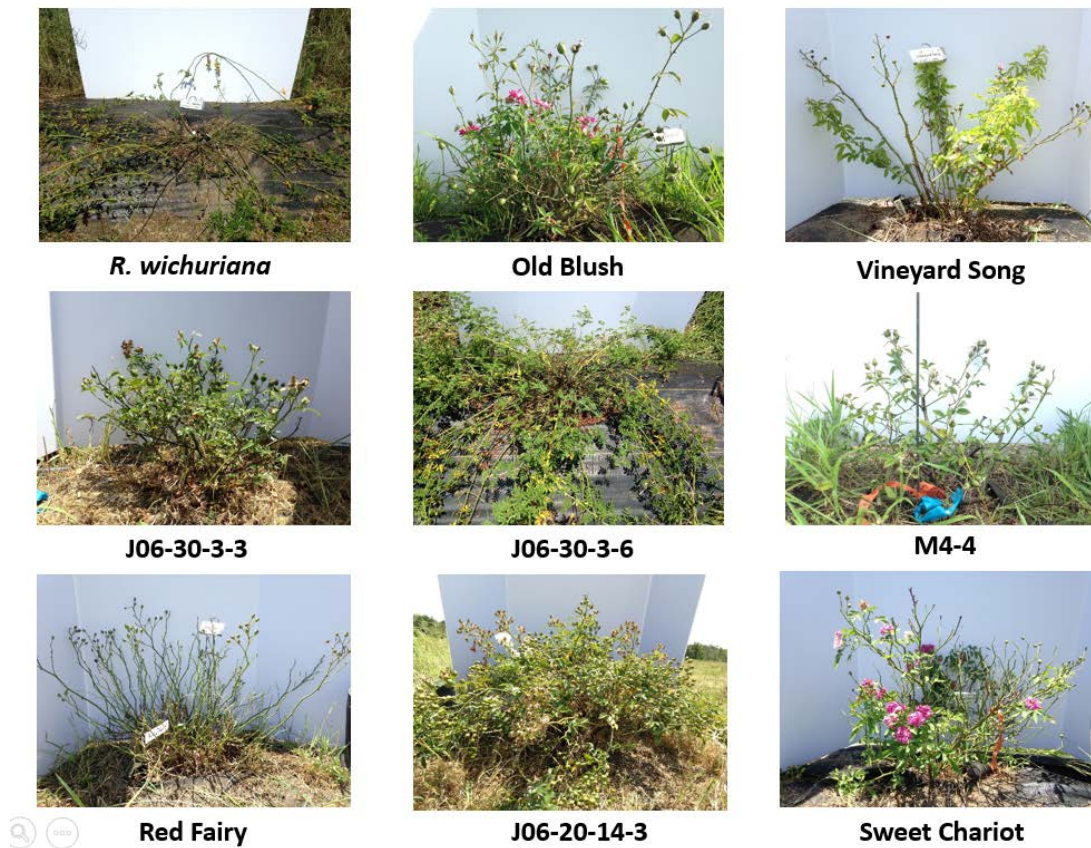 R. wichuriana
Old Blush
Vineyard Song
J06-30-3-3
J06-30-3-6
M4-4
Red Fairy
J06-20-14-3
Sweet Chariot